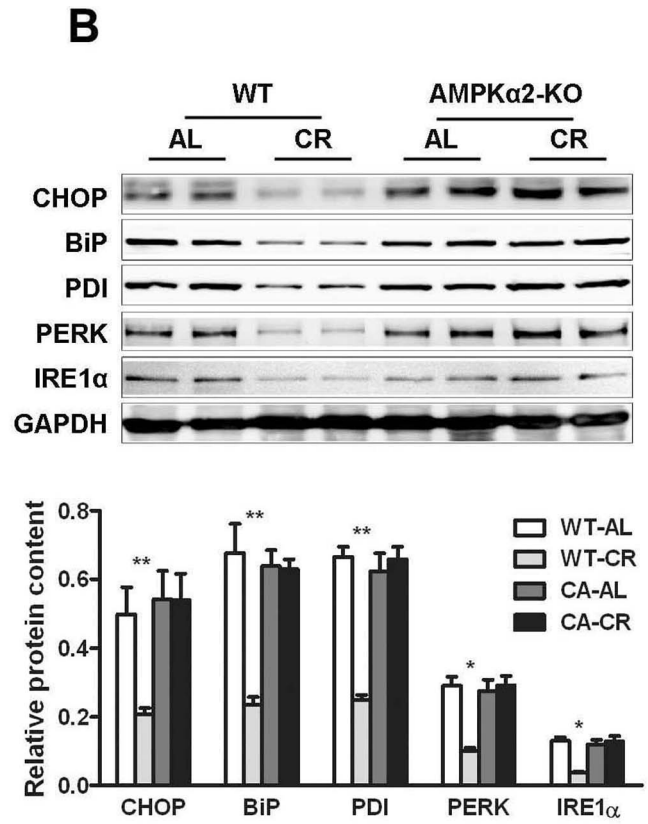 B
WT AMPKα2-KO
AL CR AL CR
CHOP
BiP
PDI
PERK
IRE1α
GAPDH
Relative protein content
0.8
0.6
0.4
0.2
0.0
** ** ** * *
WT-AL
WT-CR
CA-AL
CA-CR
CHOP BiP PDI PERK IRE1α